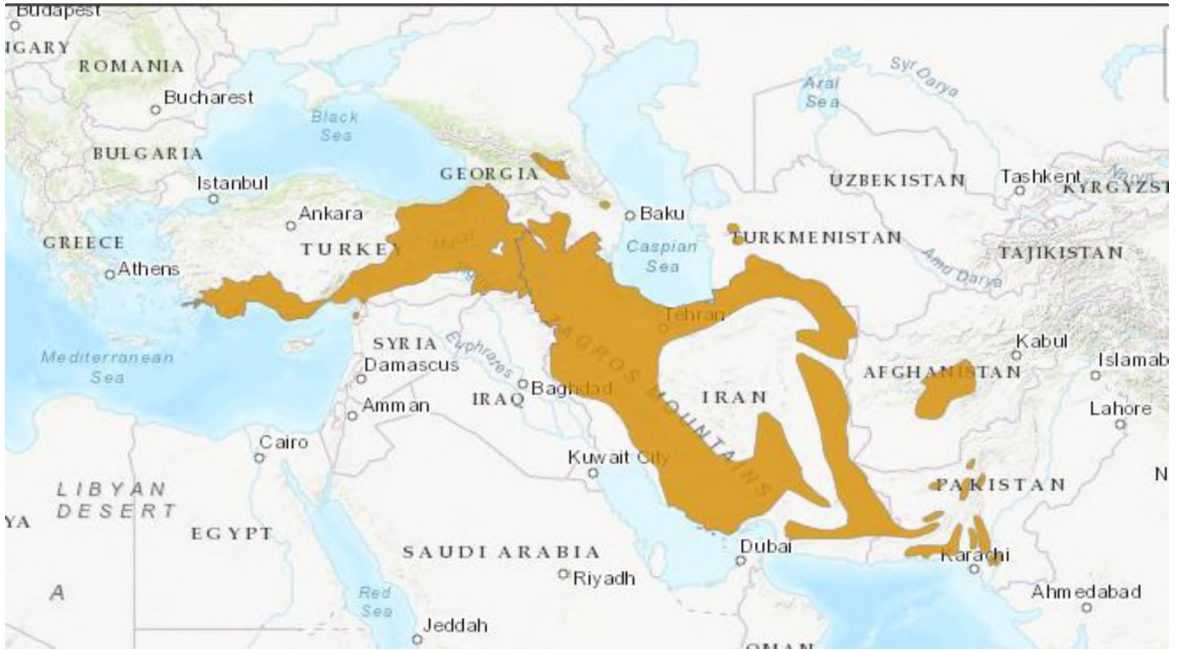 Budapest
NGARY
ROMANIA
Bucharest
Black
Sea
BULGARIA
GEORGIA
Istanbul
Ankara
TURKEY
GREECE
Athens
Baku
Caspian
Sea
Aral
Sea
Syr Darya
UZBEKISTAN
Tashkent
Naryn
KYRGYZST
TURKMENISTAN
TAJIKISTAN
Amu Darya
Tehran
Mediterranean
Sea
SYRIA
Euphrates
Damascus
Baghdad
IRAQ
Amman
ZAGROS MOUNTAINS
IRAN
Kabul
AFGHANISTAN
Islamab
Lahore
Cairo
Kuwait City
LIBYAN
DESERT
YA
EGYPT
PAKISTAN
N
SAUDI ARABIA
Riyadh
Dubai
Karachi
A
Red
Sea
Jeddah
Ahmedabad
OMAN